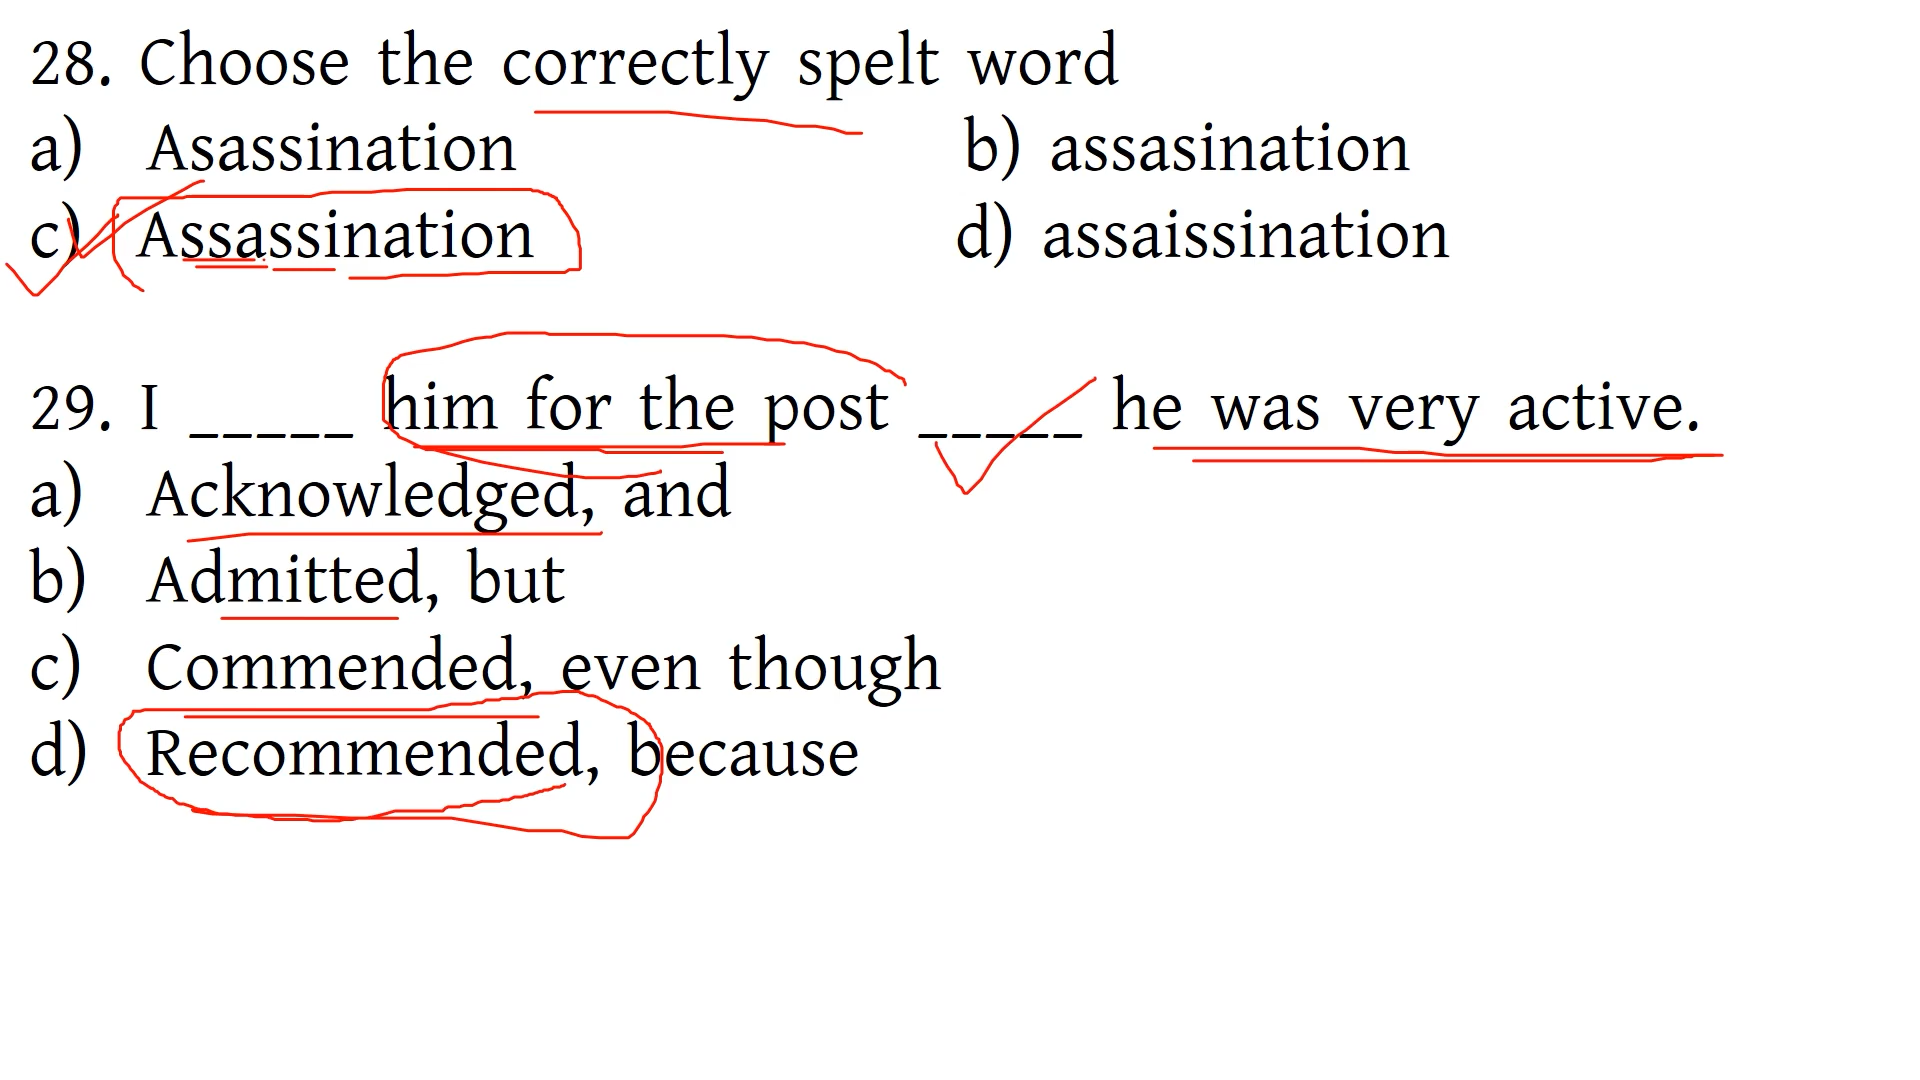 28. Choose the correctly spelt word
a) Asassination b) assasination
c) Assassination d) assaissination
29. I _____ him for the post _____ he was very active.
a) Acknowledged, and
b) Admitted, but
c) Commended, even though
d) Recommended, because